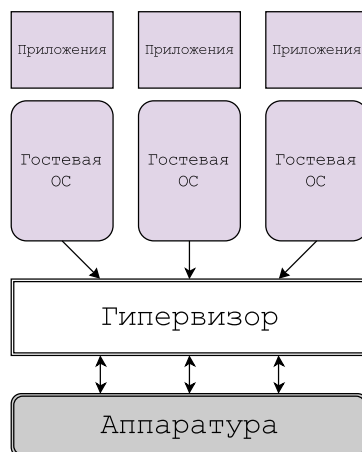 Приложения Приложения Приложения
Гостевая Гостевая Гостевая
ОС ОС ОС
Гипервизор
Аппаратура